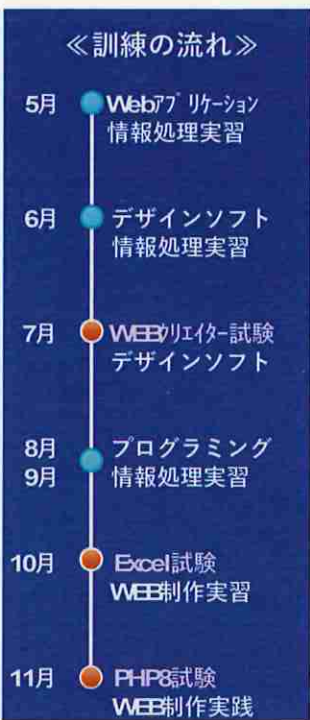 ≪訓練の流れ≫
5月 Webアプリケーション
情報処理実習
6月 デザインソフト
情報処理実習
7月 WEBクリエイター試験
デザインソフト
8月 プログラミング
9月 情報処理実習
10月 Excel試験
WEB制作実習
11月 PHP8試験
WEB制作実践